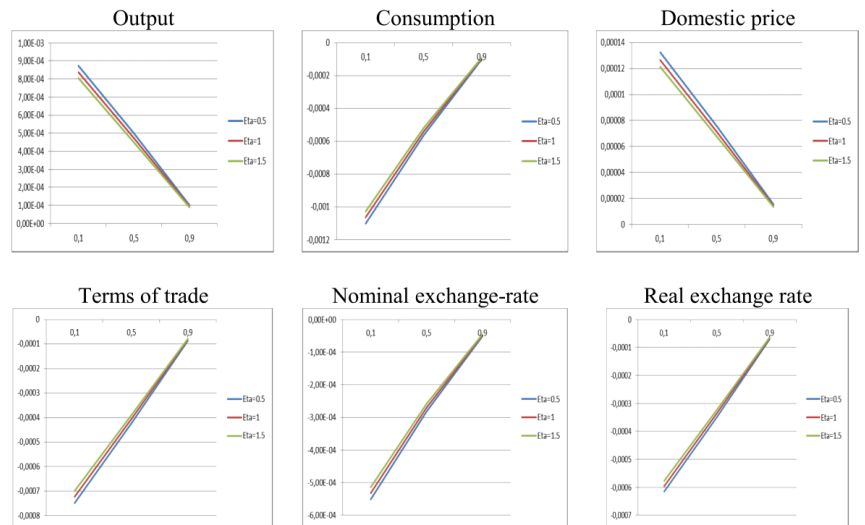 Output
1,00E-03
9,00E-04
8,00E-04
7,00E-04
6,00E-04
5,00E-04
4,00E-04
3,00E-04
2,00E-04
1,00E-04
0,00E+00
0,1 0,5 0,9
Eta=0.5
Eta=1
Eta=1.5
Consumption
0
-0,0002
-0,0004
-0,0006
-0,0008
-0,001
-0,0012
0,1 0,5 0,9
Eta=0.5
Eta=1
Eta=1.5
Domestic price
0,00014
0,00012
0,0001
0,00008
0,00006
0,00004
0,00002
0
0,1 0,5 0,9
Eta=0.5
Eta=1
Eta=1.5
Terms of trade
0
-0,0001
-0,0002
-0,0003
-0,0004
-0,0005
-0,0006
-0,0007
-0,0008
0,1 0,5 0,9
Eta=0.5
Eta=1
Eta=1.5
Nominal exchange-rate
0,00E+00
-1,00E-04
-2,00E-04
-3,00E-04
-4,00E-04
-5,00E-04
-6,00E-04
0,1 0,5 0,9
Eta=0.5
Eta=1
Eta=1.5
Real exchange rate
0
-0,0001
-0,0002
-0,0003
-0,0004
-0,0005
-0,0006
-0,0007
0,1 0,5 0,9
Eta=0.5
Eta=1
Eta=1.5